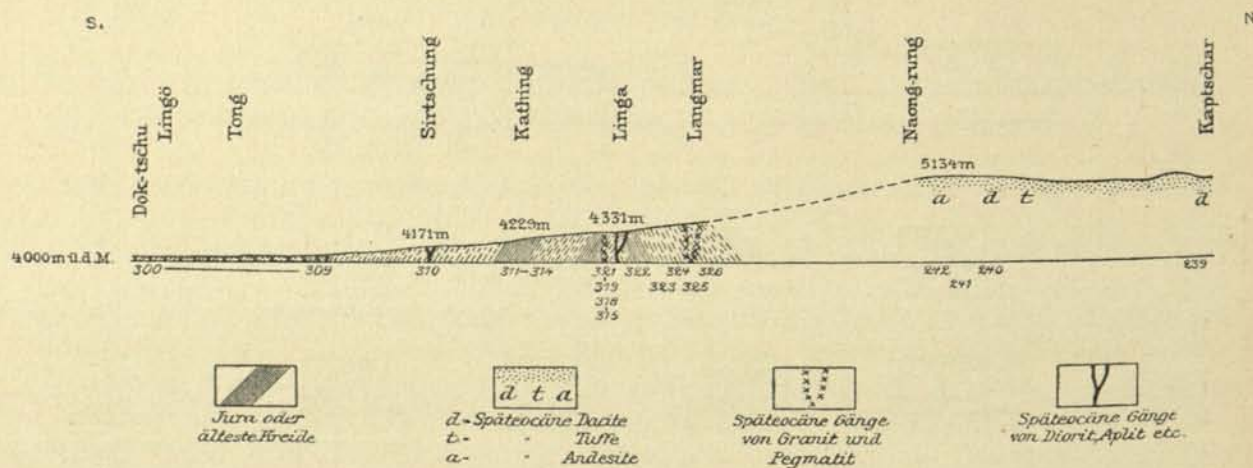 S. N
Dok-tschu
Lingö
Tong
Sirtschung
Kathing
Linga
Langmar
Naong-rung
Kaptschar
4171m
4229m
4331m
5134m
a d t d
4000m ü.d.M.
300 309 310 311-314 321 322 324 326 242 240 239
319 323 325 241
318
315
d t a
Jura oder
älteste Kreide
d-Späteocäne Dacite
t- " Tuffe
a- " Andesite
Späteocäne Gänge
von Granit und
Pegmatit
Späteocäne Gänge
von Diorit, Aplit etc.